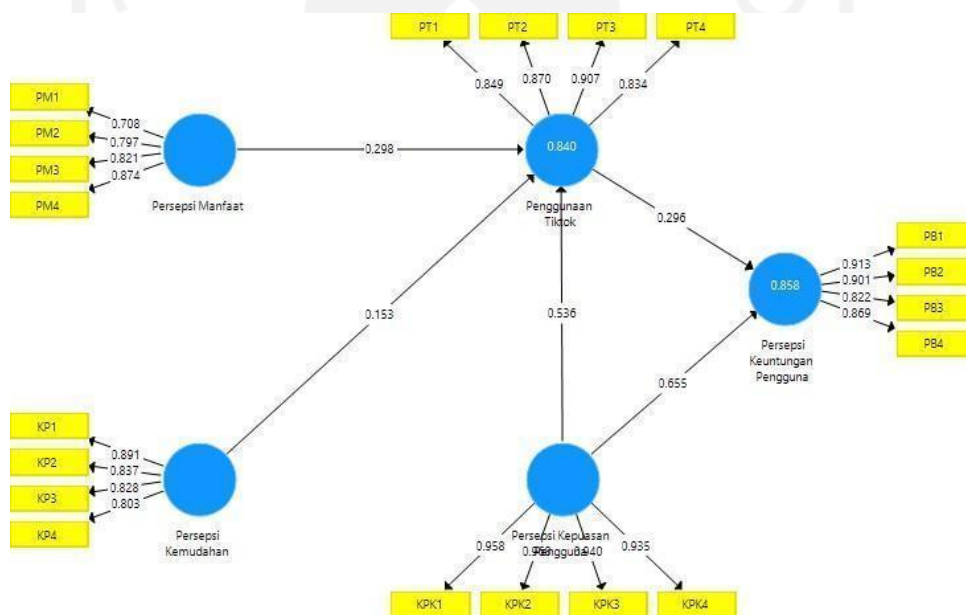 PT1
PT2
PT3
PT4
0.849
0.870
0.907
0.834
PM1
PM2
PM3
PM4
0.708
0.797
0.821
0.874
Persepsi Manfaat
0.298
0.840
Penggunaan
Tiktok
0.296
PB1
PB2
PB3
PB4
0.913
0.901
0.822
0.869
0.858
Persepsi
Keuntungan
Pengguna
0.153
0.536
0.655
KP1
KP2
KP3
KP4
0.891
0.837
0.828
0.803
Persepsi
Kemudahan
Persepsi Kepuasan
Pengguna
0.958
0.940
0.935
KPK1
KPK2
KPK3
KPK4